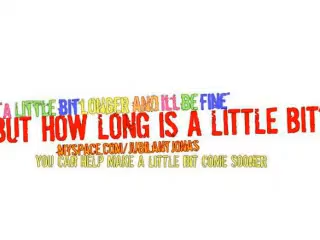 "A LITTLE BIT LONGER AND ILL BE FINE"
BUT HOW LONG IS A LITTLE BIT
MYSPACE.COM/JUBILANTJONAS
YOU CAN HELP MAKE A LITTLE BIT COME SOONER